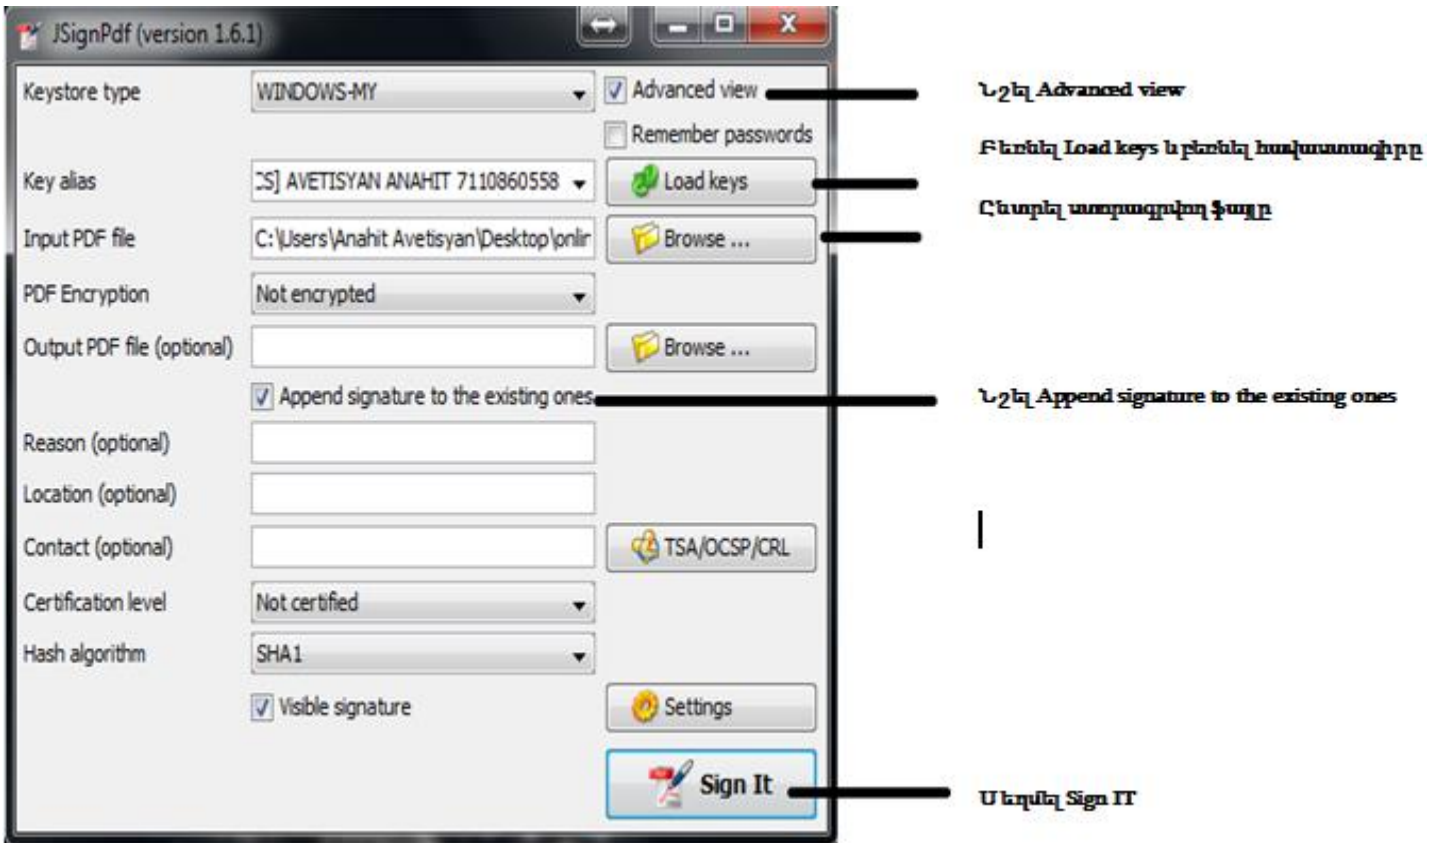 JSignPdf (version 1.6.1)
Keystore type
WINDOWS-MY
Advanced view
Նշել Advanced view
Remember passwords
Բեռնել Load keys և բեռնել հավաստագիրը
Key alias
CS] AVETISYAN ANAHIT 7110860558
Load keys
Ընտրել ստորագրվող ֆայլը
Input PDF file
C:\Users\Anahit Avetisyan\Desktop\onlin
Browse ...
PDF Encryption
Not encrypted
Output PDF file (optional)
Browse ...
Append signature to the existing ones
Նշել Append signature to the existing ones
Reason (optional)
Location (optional)
Contact (optional)
TSA/OCSP/CRL
Certification level
Not certified
Hash algorithm
SHA1
Visible signature
Settings
Sign It
Սեղմել Sign IT